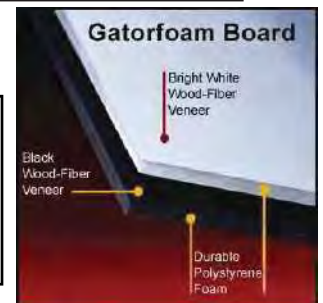 Gatorfoam Board
Bright White
Wood-Fiber
Veneer
Black
Wood-Fiber
Veneer
Durable
Polystyrene
Foam